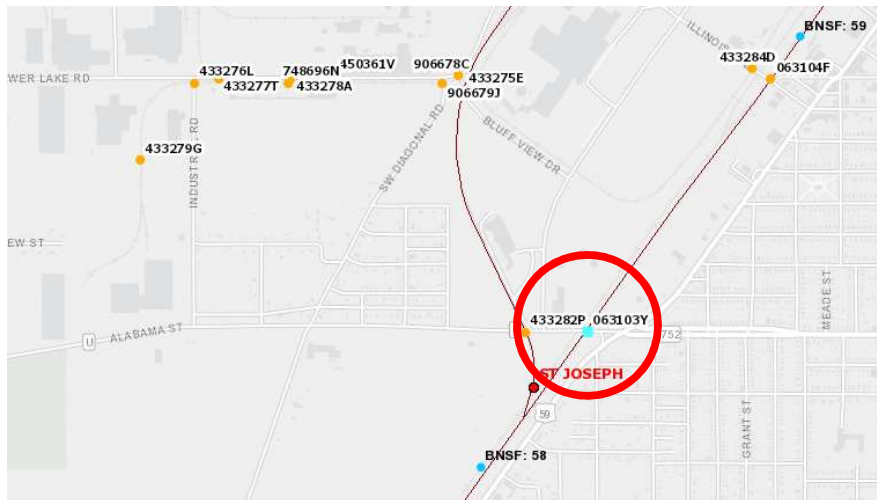 BNSF: 59
ILLINOIS
450361V
906678C
433284D
063104F
433276L
748696N
433275E
WER LAKE RD
433277T
433278A
906679J
BLUFF VIEW DR
433279G
SW DIAGONAL RD
INDUST
RD
EW ST
MEADE ST
433282P
063103Y
ALABAMA ST
U
752
ST JOSEPH
59
GRANT ST
BNSF: 58